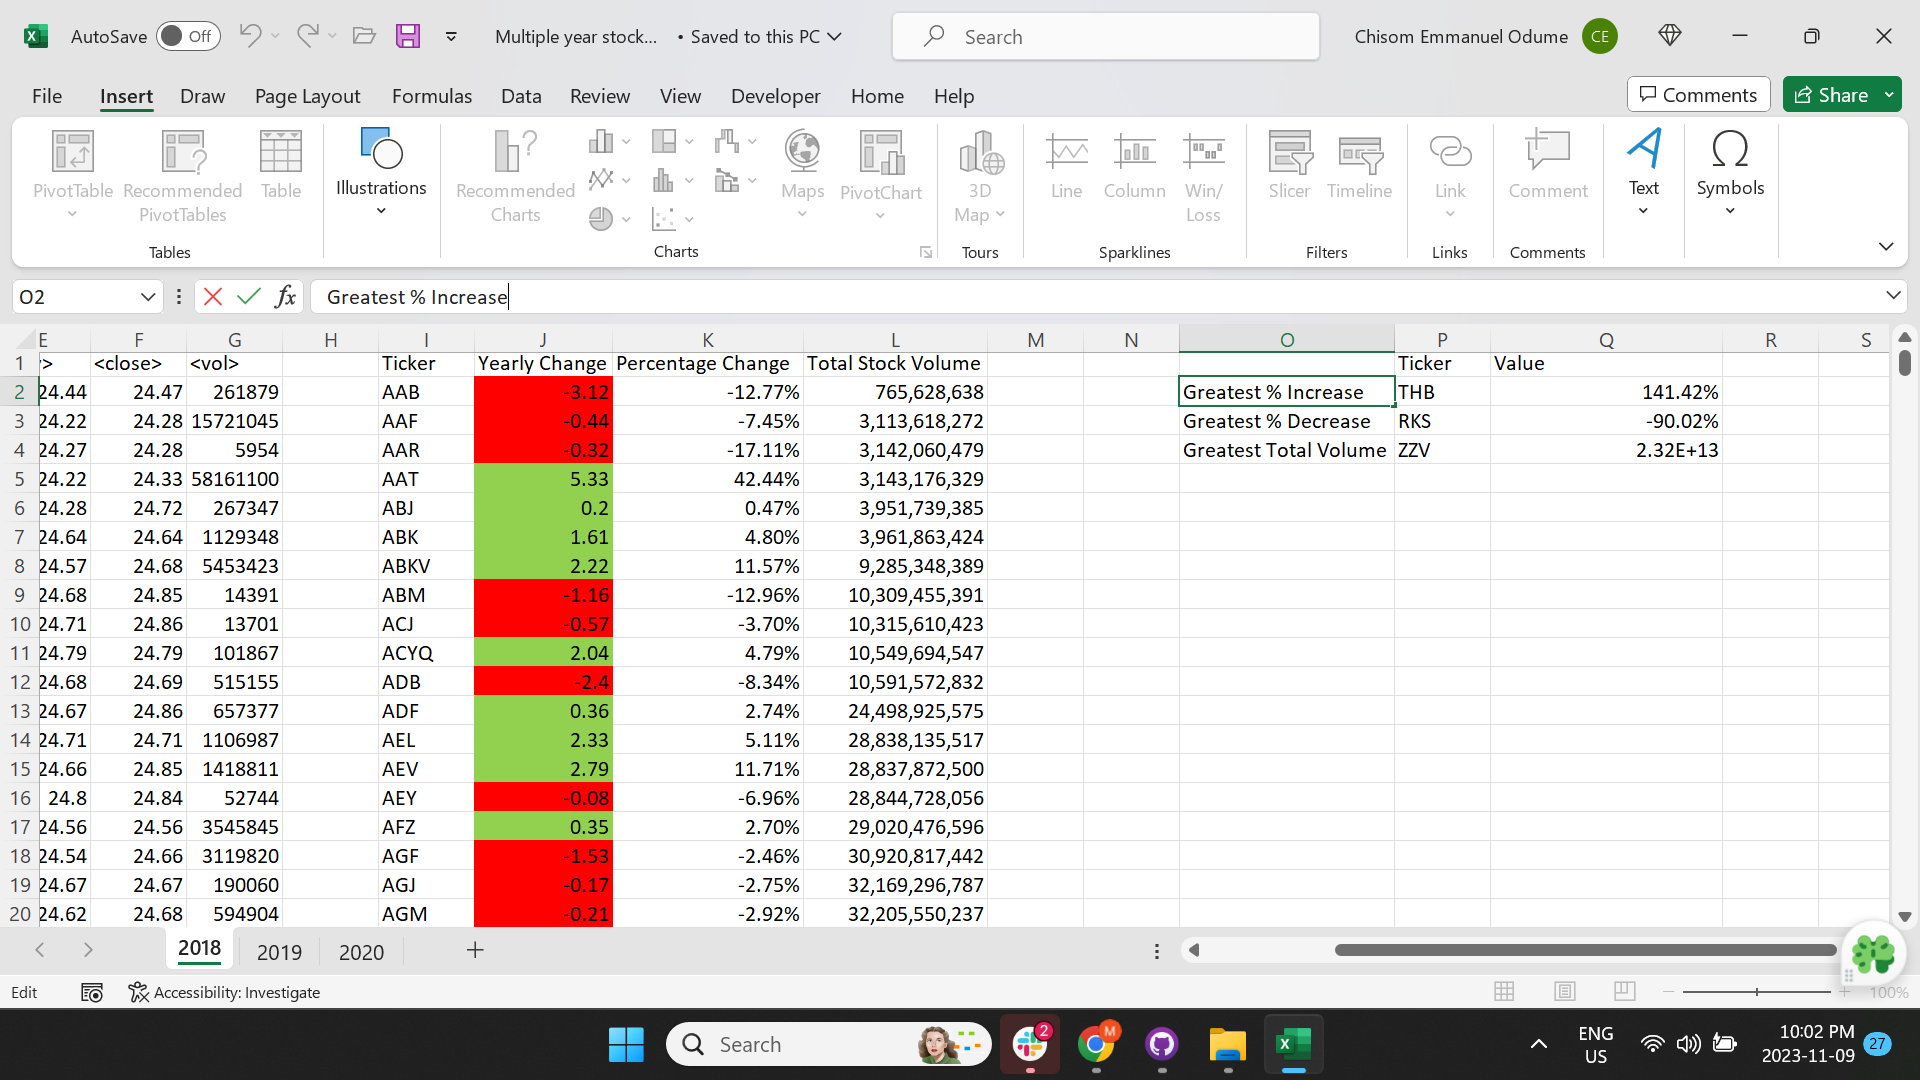 AutoSave Off Multiple year stock... • Saved to this PC Search Chisom Emmanuel Odume CE
File Insert Draw Page Layout Formulas Data Review View Developer Home Help Comments Share
PivotTable Recommended PivotTables Table Illustrations Recommended Charts Maps PivotChart 3D Map Line Column Win/Loss Slicer Timeline Link Comment Text Symbols
Tables Charts Tours Sparklines Filters Links Comments
O2 fx Greatest % Increase
E F G H I J K L M N O P Q R S
1 <close> <vol> Ticker Yearly Change Percentage Change Total Stock Volume Ticker Value
2 24.44 24.47 261879 AAB -3.12 -12.77% 765,628,638 Greatest % Increase THB 141.42%
3 24.22 24.28 15721045 AAF -0.44 -7.45% 3,113,618,272 Greatest % Decrease RKS -90.02%
4 24.27 24.28 5954 AAR -0.32 -17.11% 3,142,060,479 Greatest Total Volume ZZV 2.32E+13
5 24.22 24.33 58161100 AAT 5.33 42.44% 3,143,176,329
6 24.28 24.72 267347 ABJ 0.2 0.47% 3,951,739,385
7 24.64 24.64 1129348 ABK 1.61 4.80% 3,961,863,424
8 24.57 24.68 5453423 ABKV 2.22 11.57% 9,285,348,389
9 24.68 24.85 14391 ABM -1.16 -12.96% 10,309,455,391
10 24.71 24.86 13701 ACJ -0.57 -3.70% 10,315,610,423
11 24.79 24.79 101867 ACYQ 2.04 4.79% 10,549,694,547
12 24.68 24.69 515155 ADB -2.4 -8.34% 10,591,572,832
13 24.67 24.86 657377 ADF 0.36 2.74% 24,498,925,575
14 24.71 24.71 1106987 AEL 2.33 5.11% 28,838,135,517
15 24.66 24.85 1418811 AEV 2.79 11.71% 28,837,872,500
16 24.8 24.84 52744 AEY -0.08 -6.96% 28,844,728,056
17 24.56 24.56 3545845 AFZ 0.35 2.70% 29,020,476,596
18 24.54 24.66 3119820 AGF -1.53 -2.46% 30,920,817,442
19 24.67 24.67 190060 AGJ -0.17 -2.75% 32,169,296,787
20 24.62 24.68 594904 AGM -0.21 -2.92% 32,205,550,237
2018 2019 2020
Edit Accessibility: Investigate 100%
Search 2 M ENG US 10:02 PM 2023-11-09 27